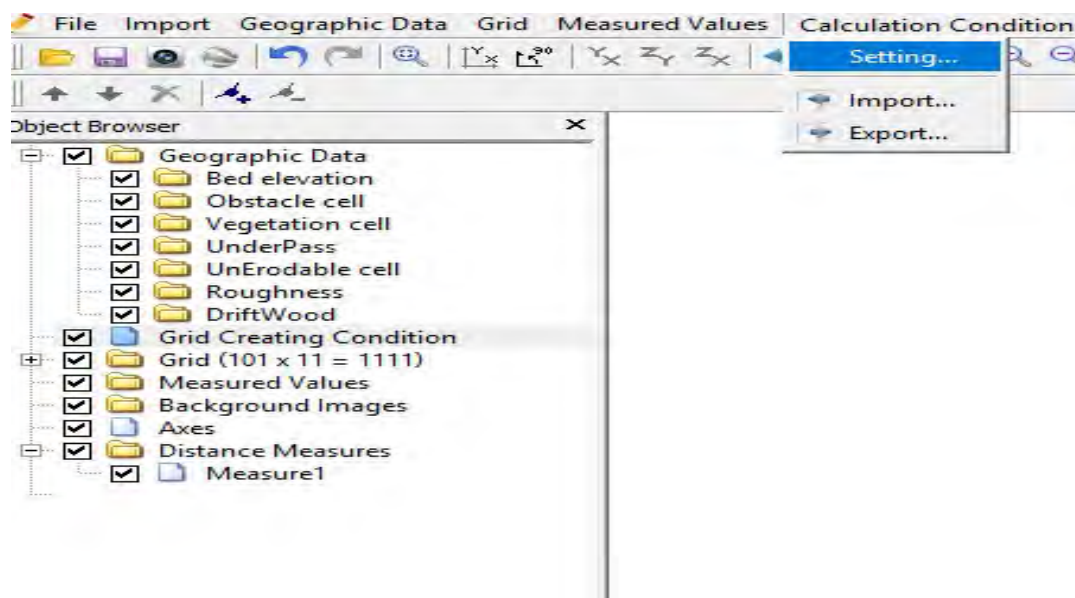 File Import Geographic Data Grid Measured Values Calculation Condition
Setting...
Import...
Export...
Object Browser
Geographic Data
Bed elevation
Obstacle cell
Vegetation cell
UnderPass
UnErodable cell
Roughness
DriftWood
Grid Creating Condition
Grid (101 x 11 = 1111)
Measured Values
Background Images
Axes
Distance Measures
Measure1